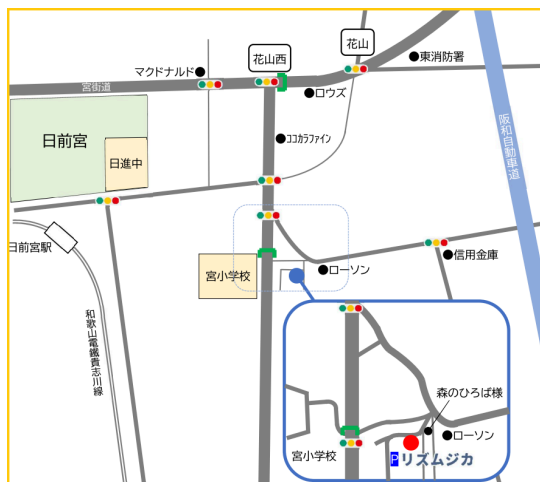 花山西
花山
東消防署
マクドナルド
宮街道
ロウズ
阪和自動車道
ココカラファイン
日前宮
日進中
日前宮駅
信用金庫
ローソン
宮小学校
和歌山電鐵貴志川線
森のひろば様
ローソン
宮小学校
P リズムジカ